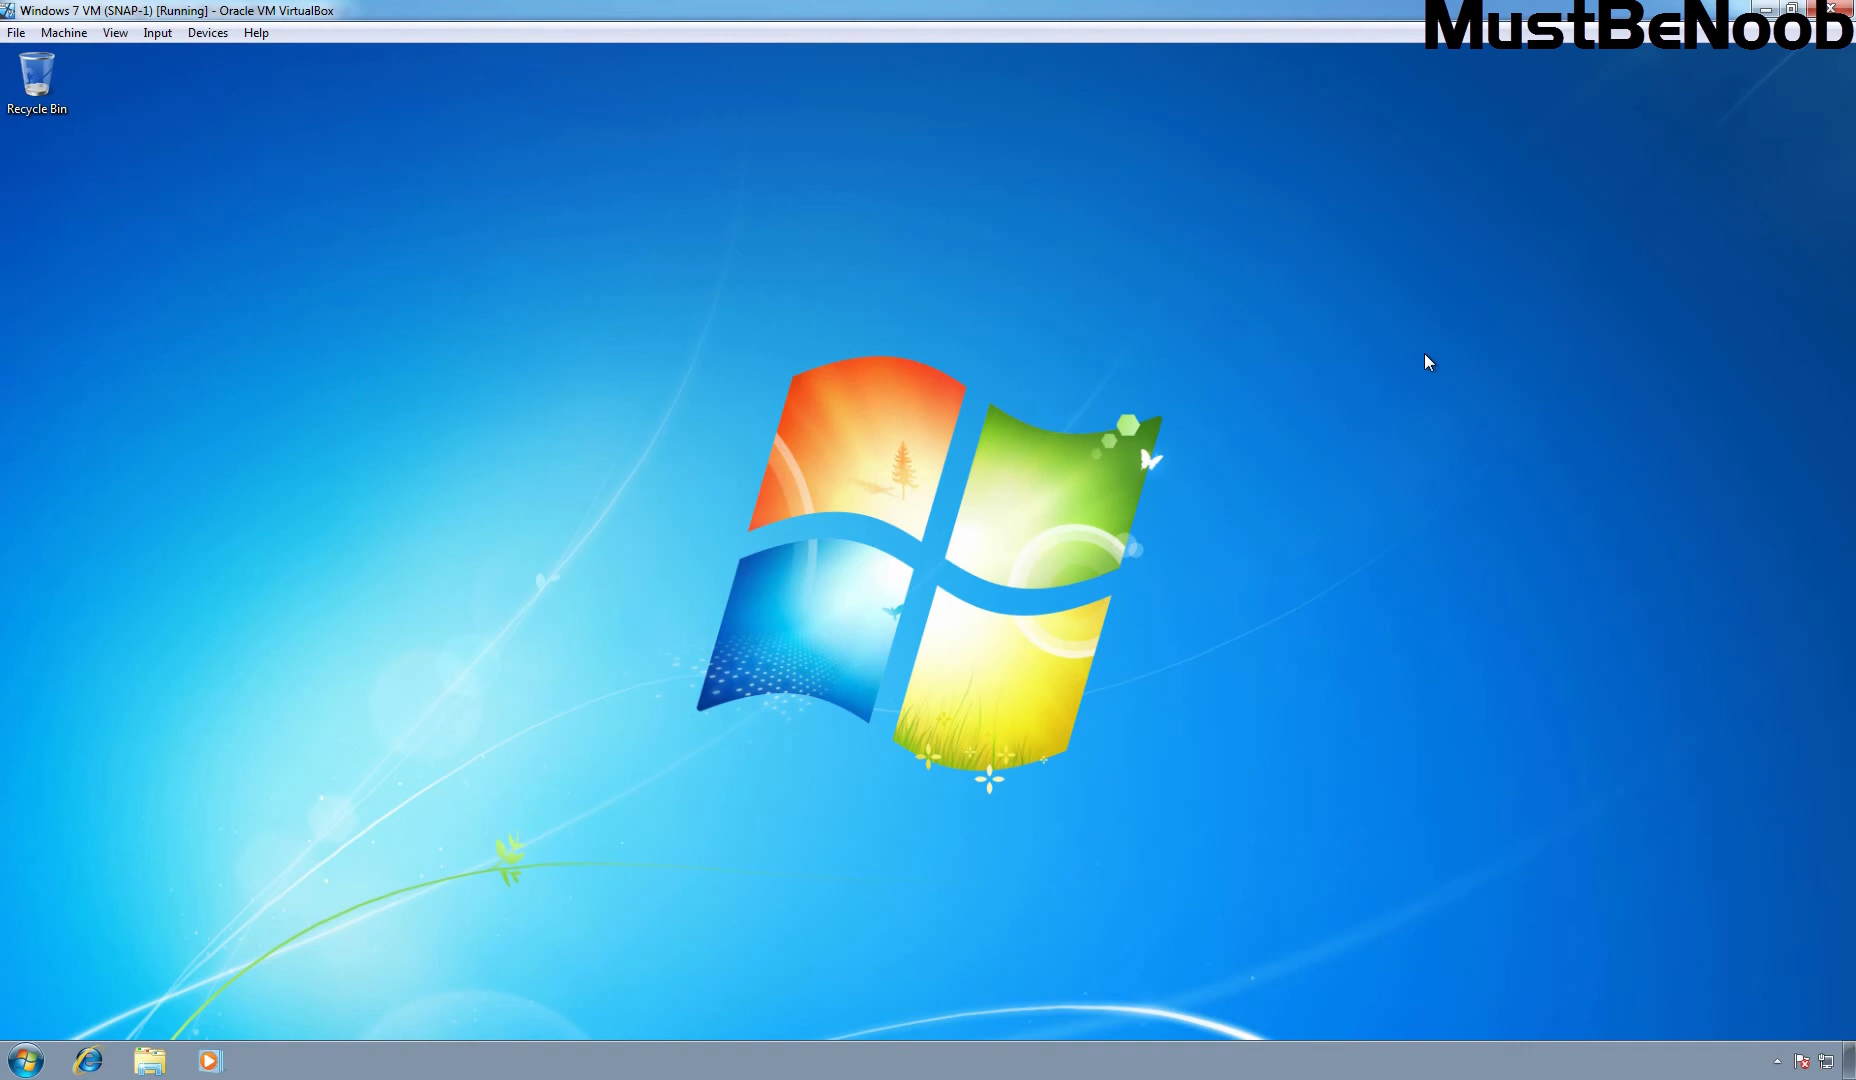 Windows 7 VM (SNAP-1) [Running] - Oracle VM VirtualBox
MustBeNoob
File Machine View Input Devices Help
Recycle Bin